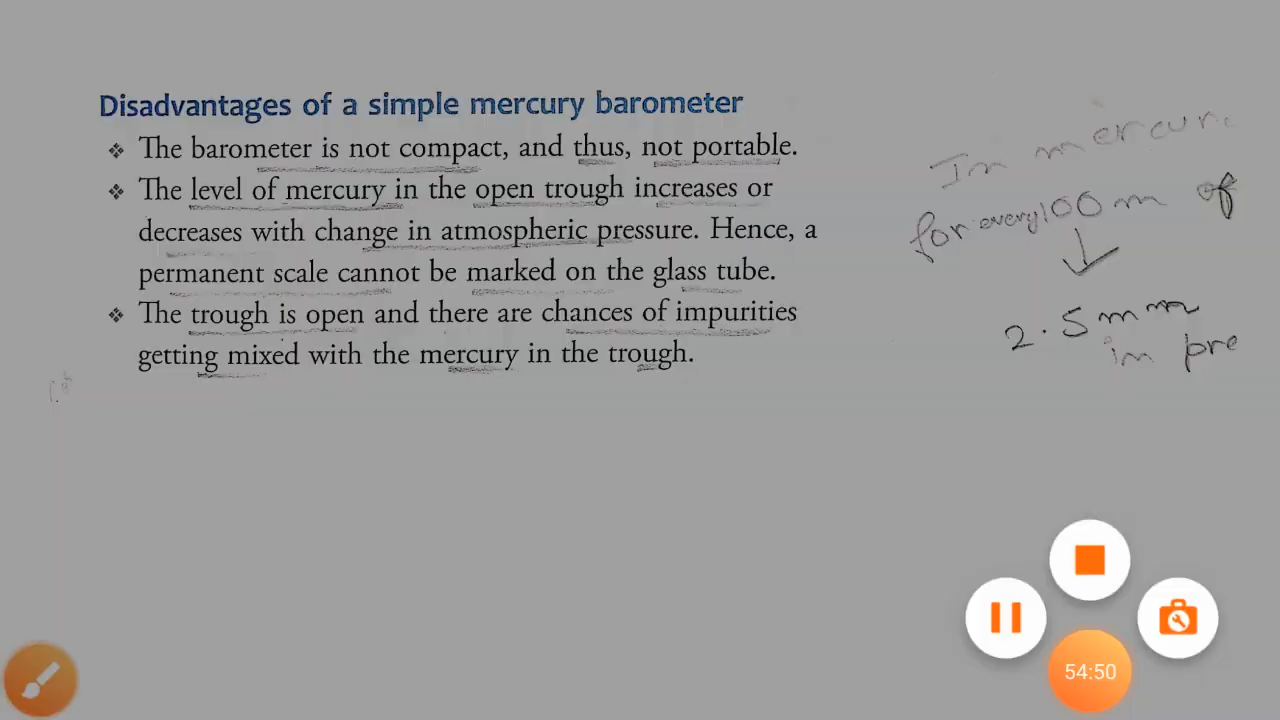 Disadvantages of a simple mercury barometer
❖ The barometer is not compact, and thus, not portable.
❖ The level of mercury in the open trough increases or
decreases with change in atmospheric pressure. Hence, a
permanent scale cannot be marked on the glass tube.
❖ The trough is open and there are chances of impurities
getting mixed with the mercury in the trough.
In mercur
for every 100 m of
2.5 mm
in pre
54:50